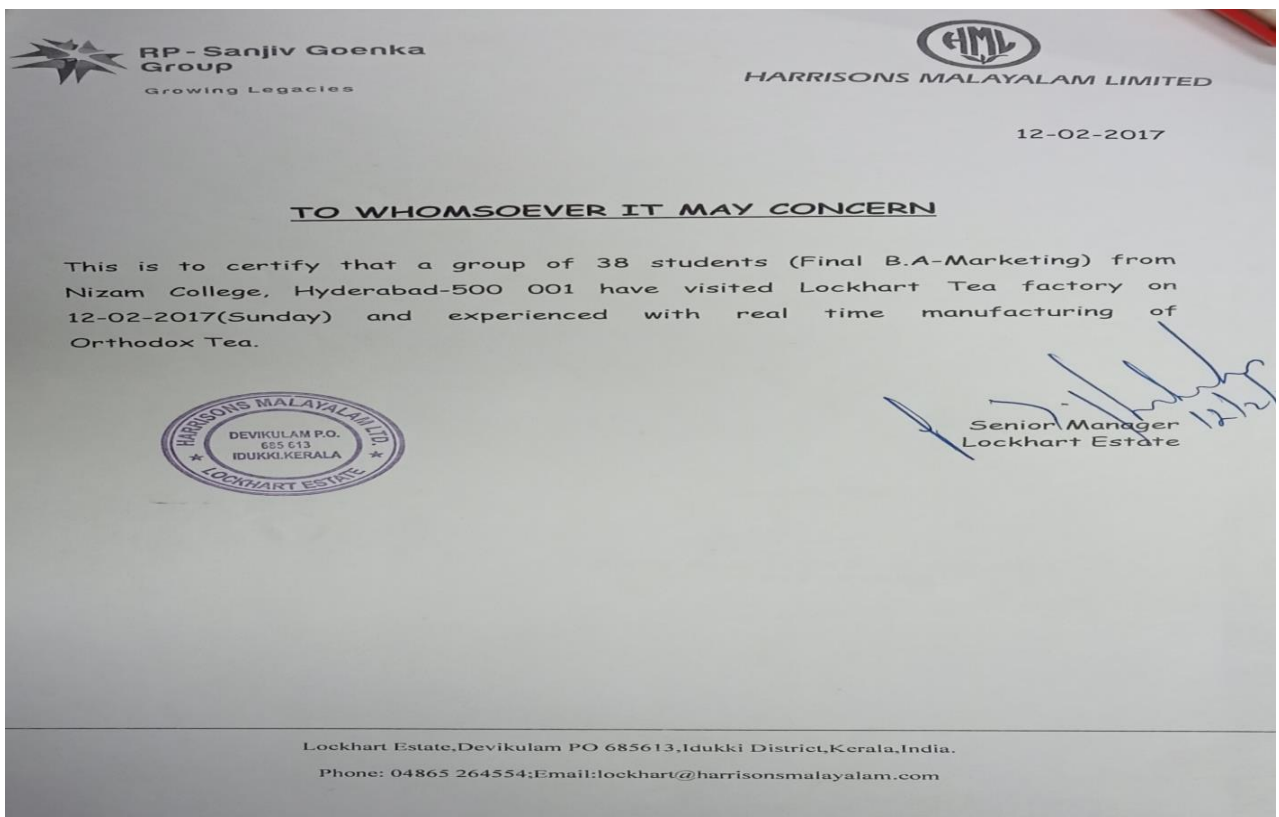 RP-Sanjiv Goenka
Group
Growing Legacies
HML
HARRISONS MALAYALAM LIMITED
12-02-2017
TO WHOMSOEVER IT MAY CONCERN
This is to certify that a group of 38 students (Final B.A-Marketing) from
Nizam College, Hyderabad-500 001 have visited Lockhart Tea factory on
12-02-2017(Sunday) and experienced with real time manufacturing of
Orthodox Tea.
HARRISONS MALAYALAM LTD.
DEVIKULAM P.O.
685 613
IDUKKI.KERALA
LOCKHART ESTATE
12/2
Senior Manager
Lockhart Estate
Lockhart Estate,Devikulam PO 685613,Idukki District,Kerala,India.
Phone: 04865 264554;Email:lockhart@harrisonsmalayalam.com